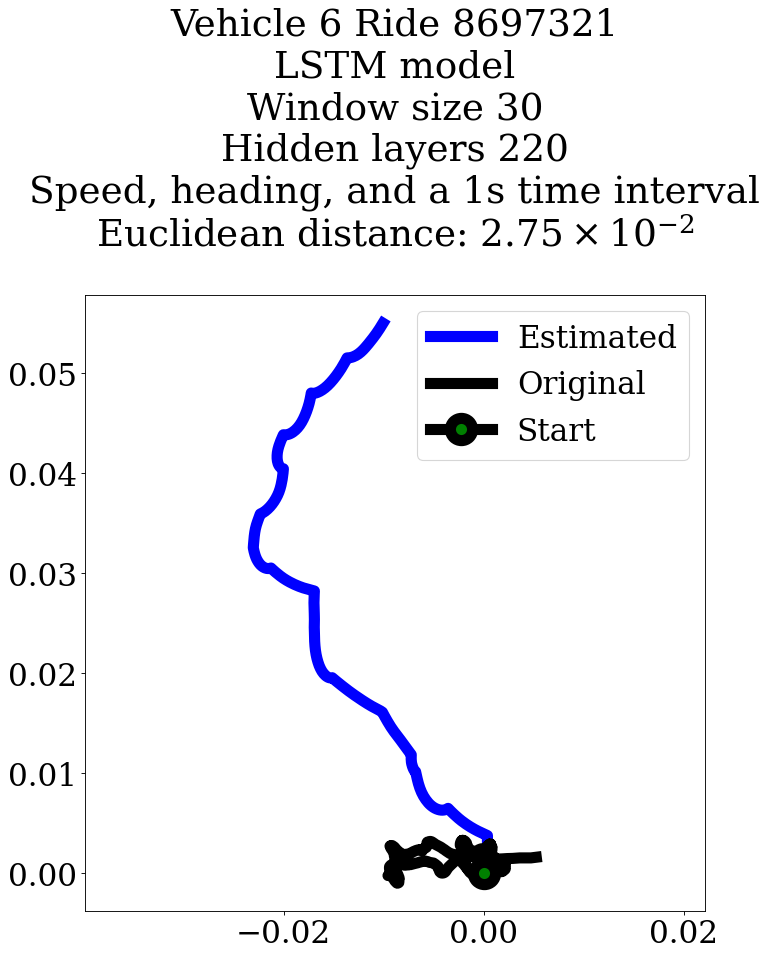 Vehicle 6 Ride 8697321
LSTM model
Window size 30
Hidden layers 220
Speed, heading, and a 1s time interval
Euclidean distance: 2.75 × 10⁻²
Estimated
Original
Start
0.05
0.04
0.03
0.02
0.01
0.00
−0.02 0.00 0.02